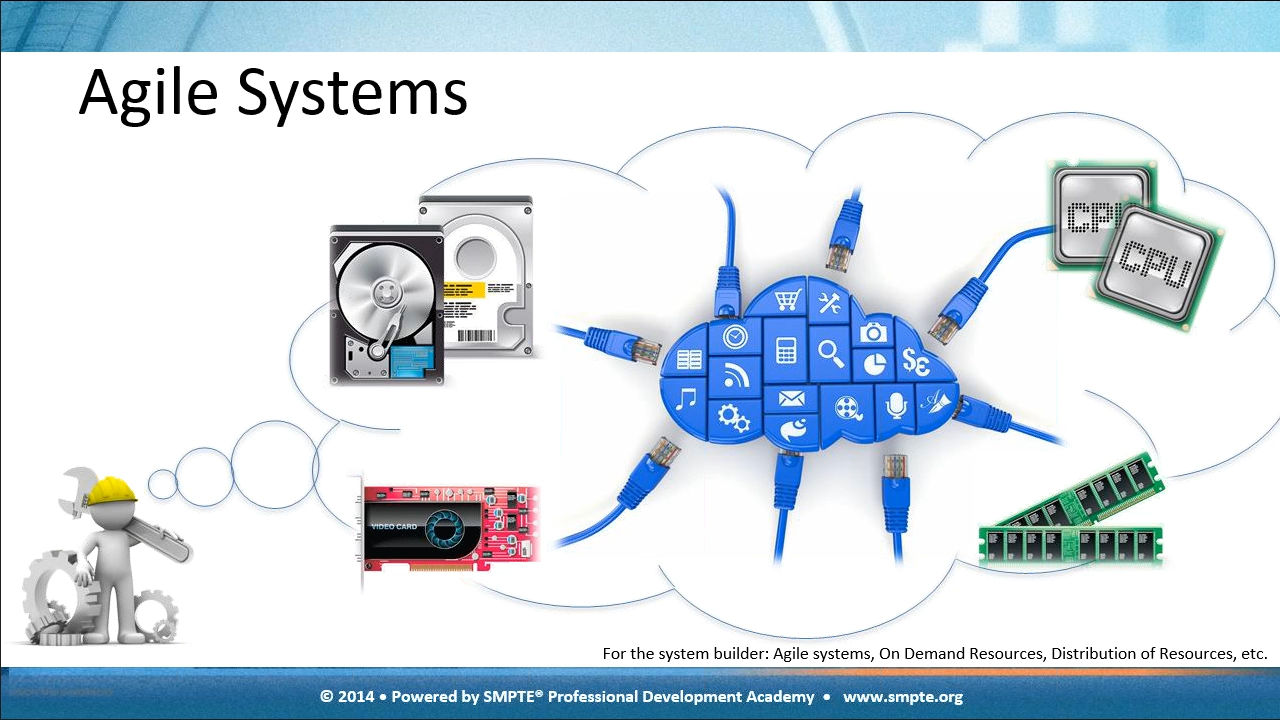 Agile Systems
CPU
CPU
$€
VIDEO CARD
For the system builder: Agile systems, On Demand Resources, Distribution of Resources, etc.
© 2014 • Powered by SMPTE® Professional Development Academy • www.smpte.org